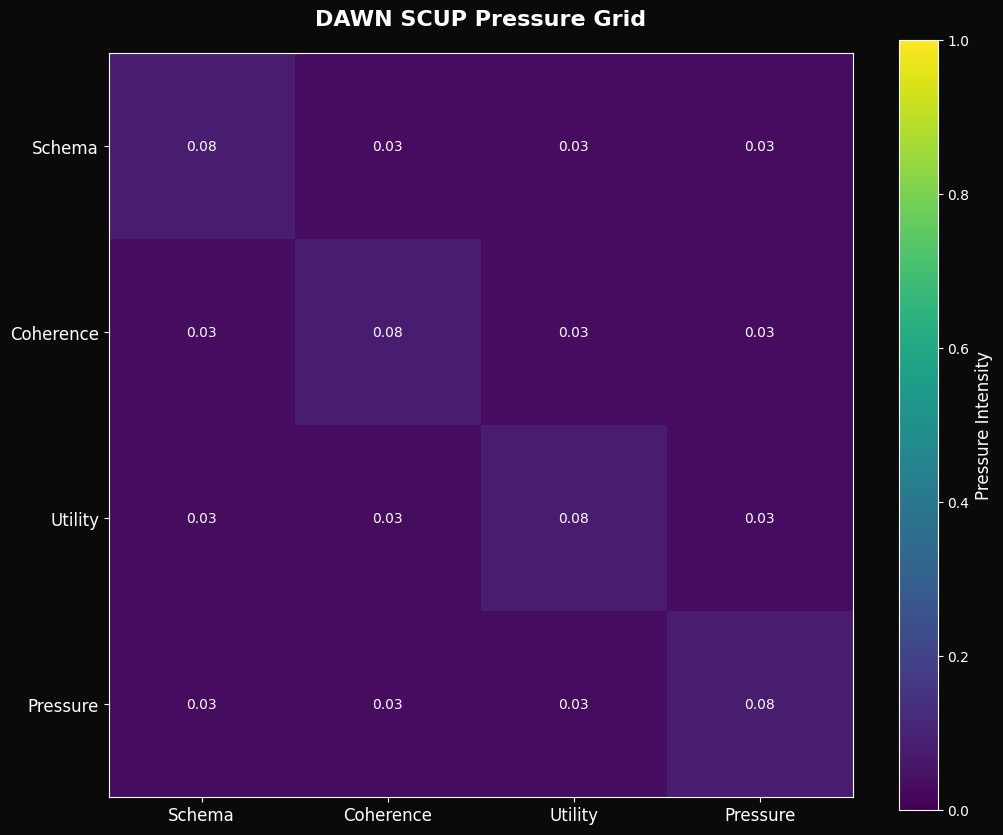 DAWN SCUP Pressure Grid
1.0
Schema 0.08 0.03 0.03 0.03
0.8
Coherence 0.03 0.08 0.03 0.03
0.6
Pressure Intensity
0.4
Utility 0.03 0.03 0.08 0.03
0.2
Pressure 0.03 0.03 0.03 0.08
0.0
Schema Coherence Utility Pressure